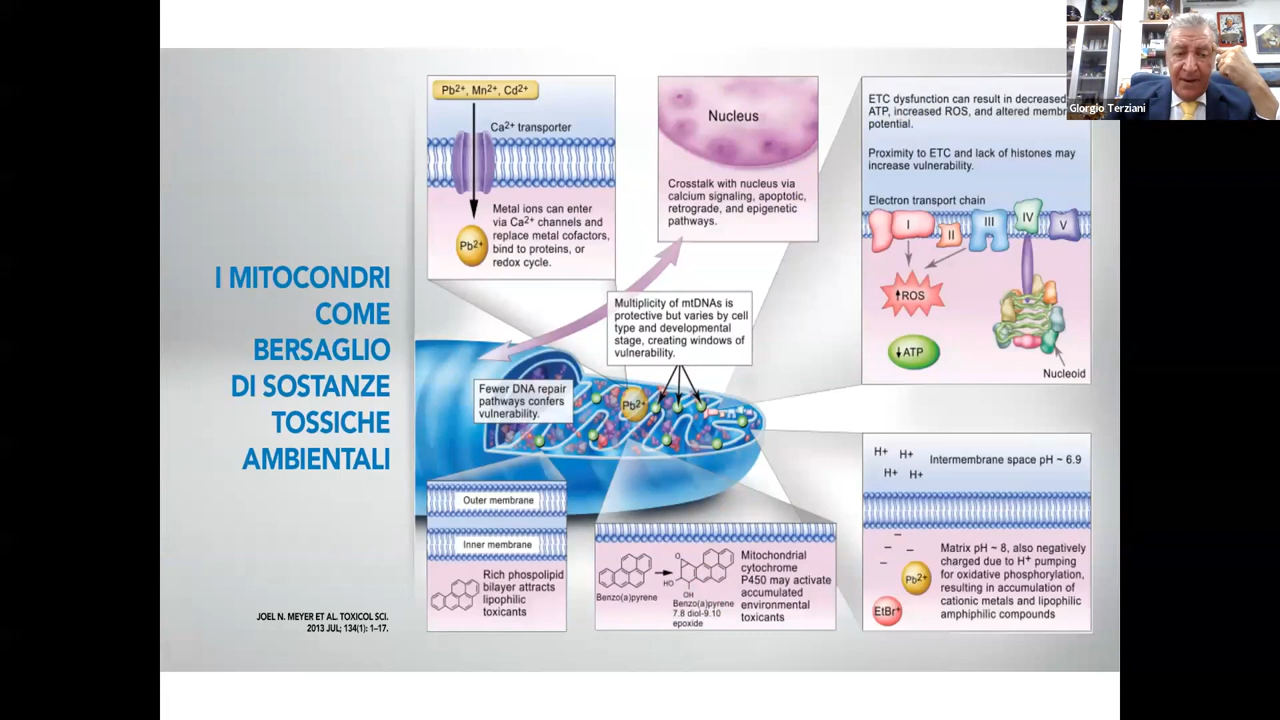 I MITOCONDRI
COME
BERSAGLIO
DI SOSTANZE
TOSSICHE
AMBIENTALI
JOEL N. MEYER ET AL. TOXICOL SCI.
2013 JUL; 134(1): 1–17.
Pb2+, Mn2+, Cd2+
Ca2+ transporter
Metal ions can enter
via Ca2+ channels and
replace metal cofactors,
bind to proteins, or
redox cycle.
Pb2+
Nucleus
Crosstalk with nucleus via
calcium signaling, apoptotic,
retrograde, and epigenetic
pathways.
Multiplicity of mtDNAs is
protective but varies by cell
type and developmental
stage, creating windows of
vulnerability.
Fewer DNA repair
pathways confers
vulnerability.
Pb2+
Outer membrane
Inner membrane
Rich phospolipid
bilayer attracts
lipophilic
toxicants
Benzo(a)pyrene
O
HO
OH
Benzo(a)pyrene
7.8 diol-9.10
epoxide
Mitochondrial
cytochrome
P450 may activate
accumulated
environmental
toxicants
Giorgio Terziani
ETC dysfunction can result in decreased
ATP, increased ROS, and altered
potential.
Proximity to ETC and lack of histones may
increase vulnerability.
Electron transport chain
I
II
III
IV
V
↑ROS
↓ATP
Nucleoid
H+ H+
H+ H+
Intermembrane space pH ~ 6.9
Matrix pH ~ 8, also negatively
charged due to H+ pumping
for oxidative phosphorylation,
resulting in accumulation of
cationic metals and lipophilic
amphiphilic compounds
Pb2+
EtBr+